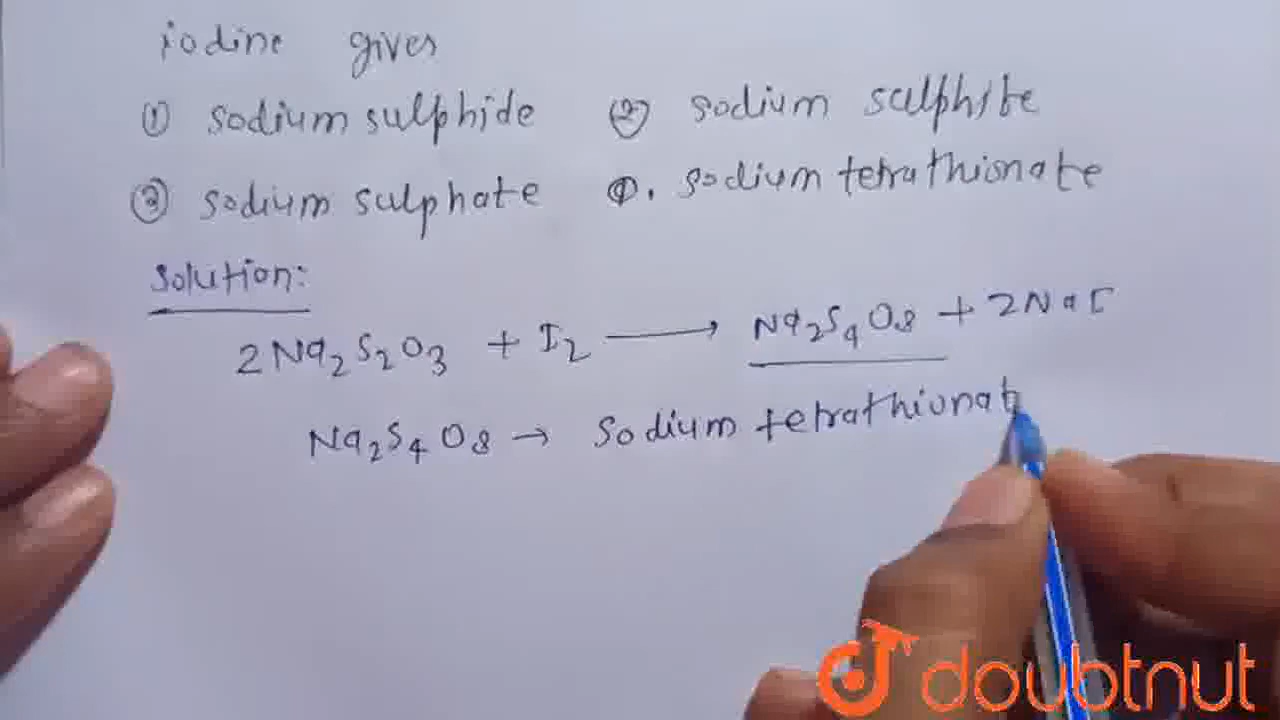 iodine gives
① sodium sulphide ② sodium sulphite
③ sodium sulphate ④. sodium tetrathionate
Solution:
2Na₂S₂O₃ + I₂ ⟶ Na₂S₄O₈ + 2NaI
Na₂S₄O₈ → Sodium tetrathionat
doubtnut